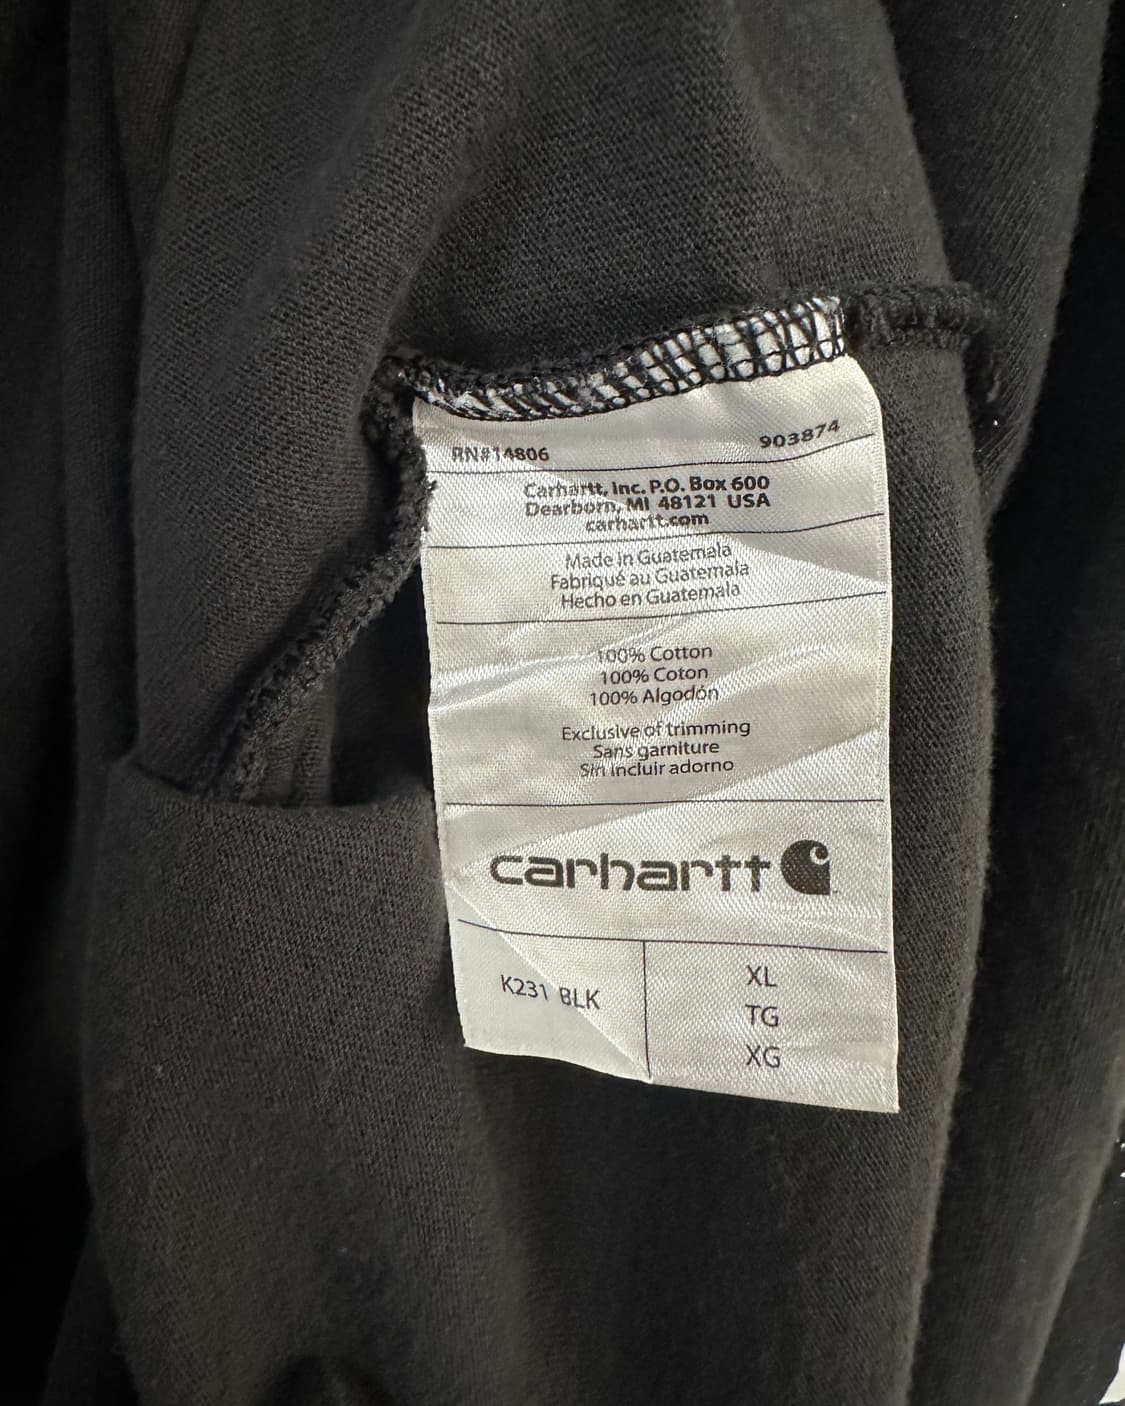 RN#14806 903874
Carhartt, Inc. P.O. Box 600
Dearborn, MI 48121 USA
carhartt.com
Made in Guatemala
Fabriqué au Guatemala
Hecho en Guatemala
100% Cotton
100% Coton
100% Algodón
Exclusive of trimming
Sans garniture
Sin incluir adorno
carhartt
K231 BLK
XL
TG
XG